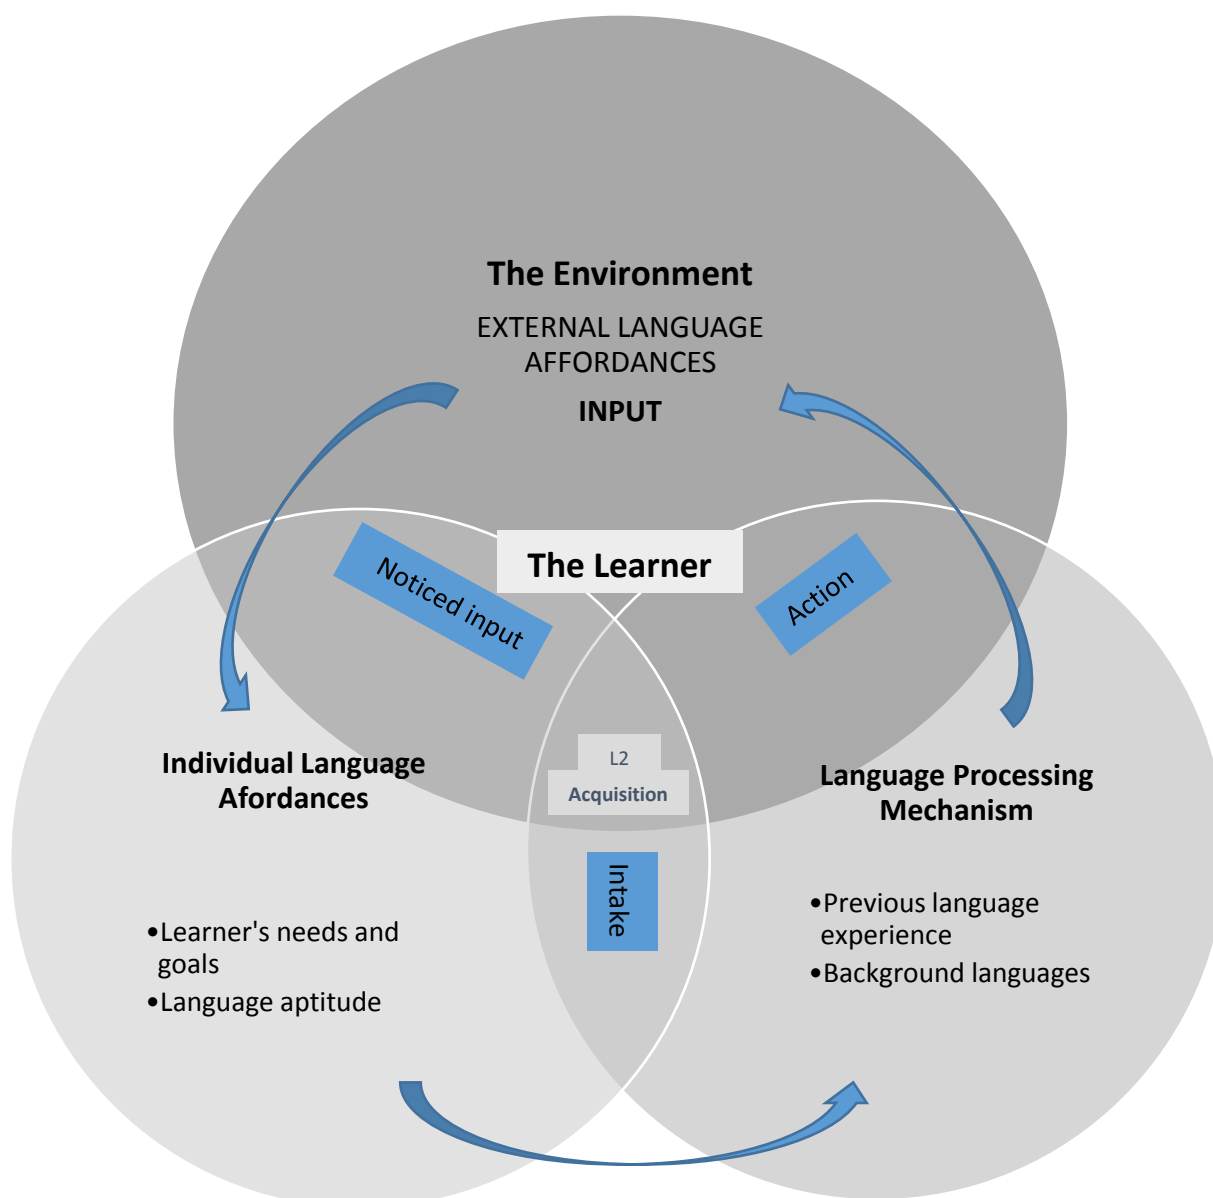 The Environment
EXTERNAL LANGUAGE
AFFORDANCES
INPUT
The Learner
Noticed input
Action
L2
Acquisition
Intake
Individual Language
Afordances
•Learner's needs and
goals
•Language aptitude
Language Processing
Mechanism
•Previous language
experience
•Background languages